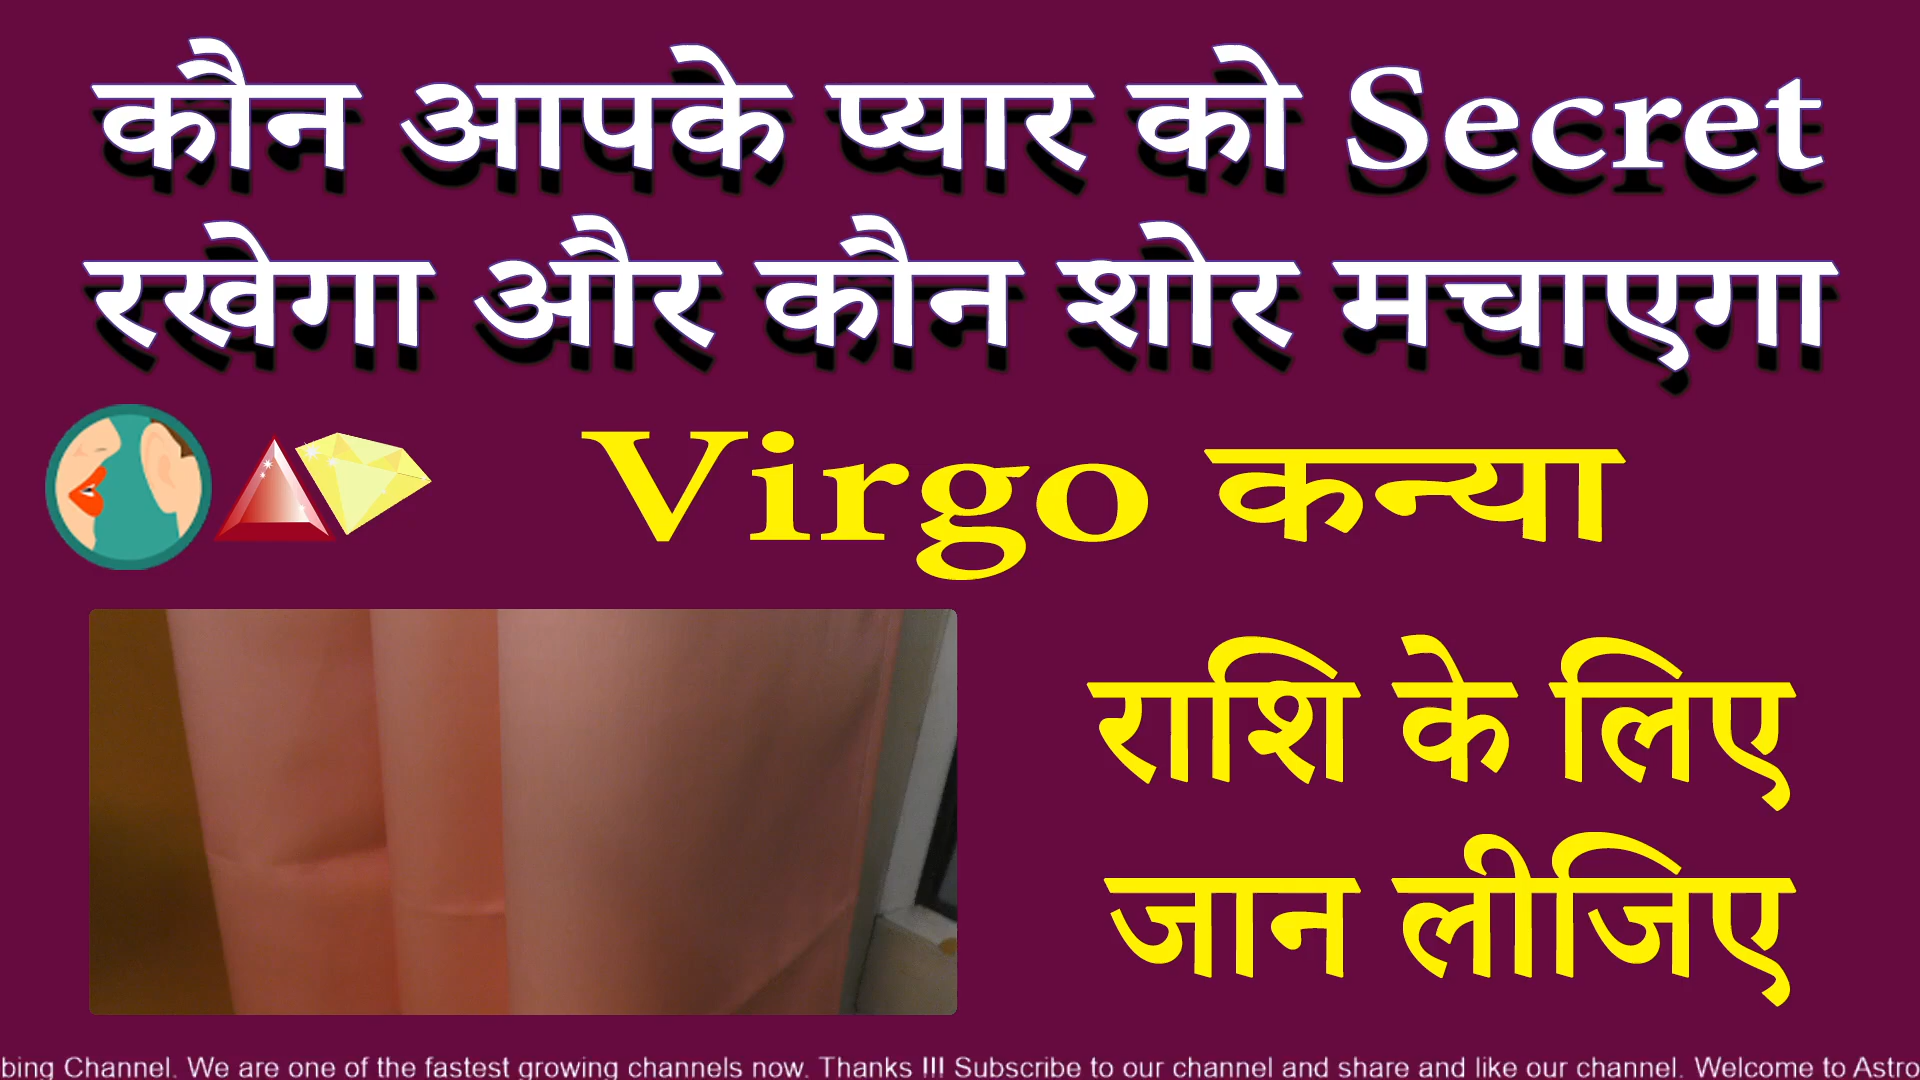 कौन आपके प्यार को Secret
रखेगा और कौन शोर मचाएगा
Virgo कन्या
राशि के लिए
जान लीजिए
bing Channel. We are one of the fastest growing channels now. Thanks !!! Subscribe to our channel and share and like our channel. Welcome to Astro